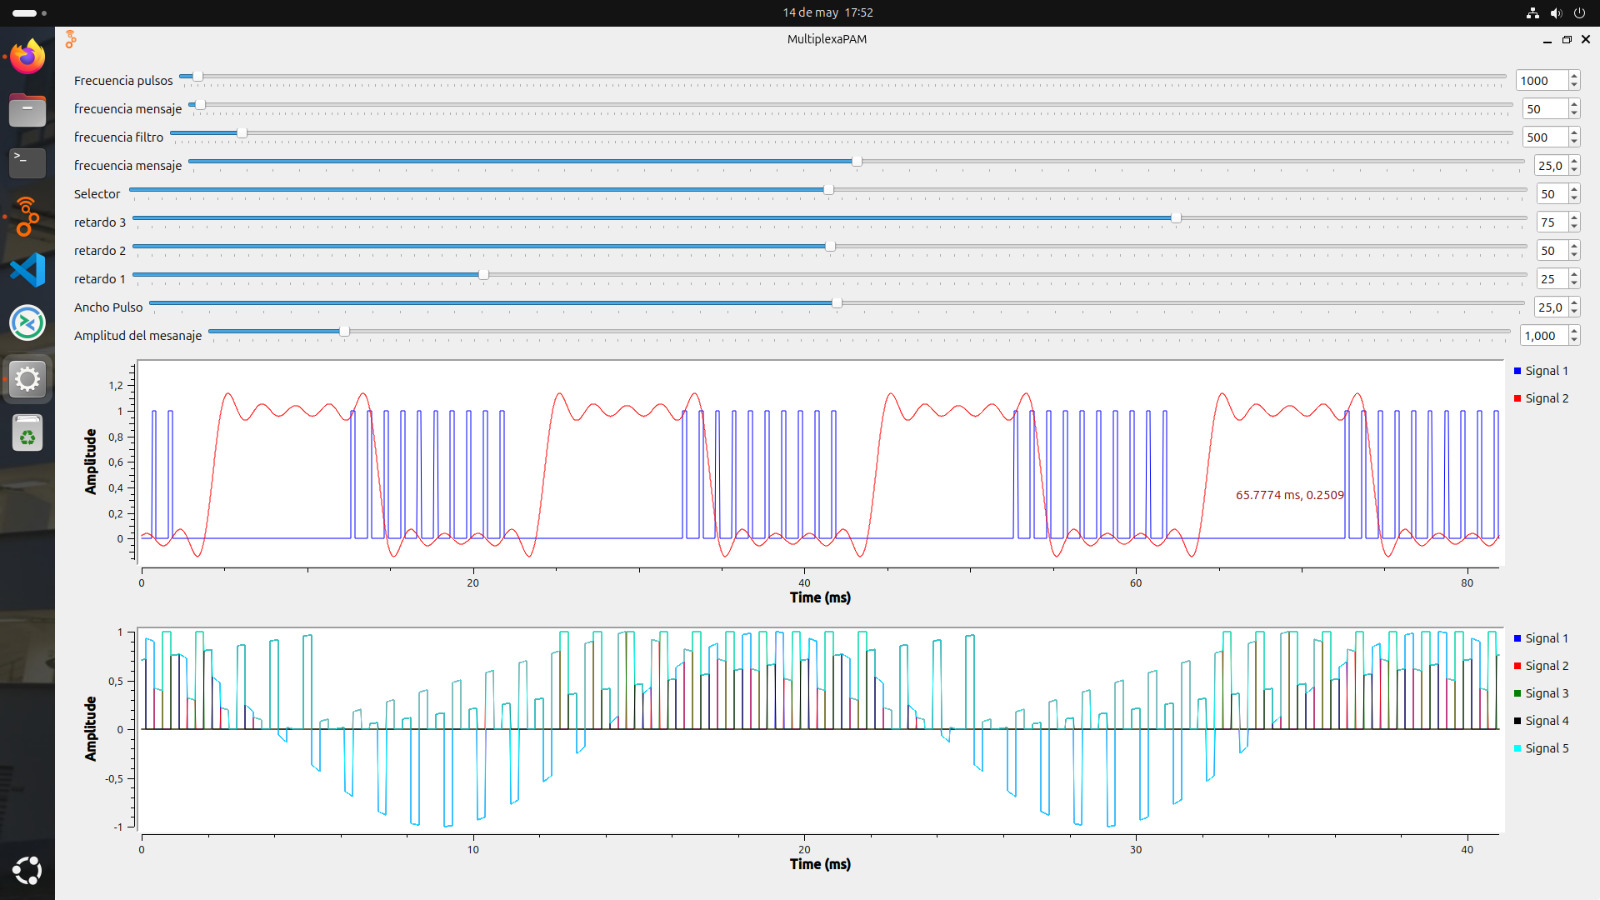 14 de may 17:52
MultiplexaPAM
Frecuencia pulsos 1000
frecuencia mensaje 50
frecuencia filtro 500
frecuencia mensaje 25,0
Selector 50
retardo 3 75
retardo 2 50
retardo 1 25
Ancho Pulso 25,0
Amplitud del mesanaje 1,000
Amplitude
1,2
1
0,8
0,6
0,4
0,2
0
65.7774 ms, 0.2509
Signal 1
Signal 2
0 20 40 60 80
Time (ms)
Amplitude
1
0,5
0
-0,5
-1
Signal 1
Signal 2
Signal 3
Signal 4
Signal 5
0 10 20 30 40
Time (ms)